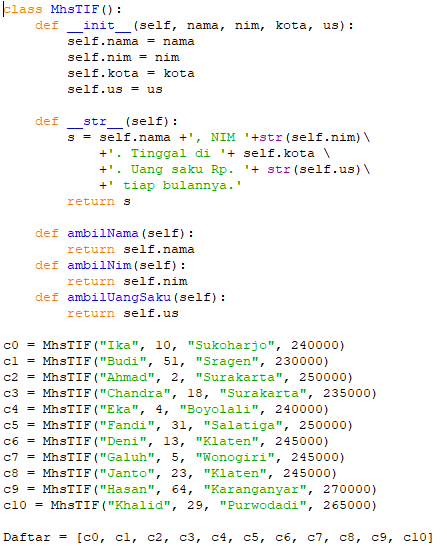 class MhsTIF():
    def __init__(self, nama, nim, kota, us):
        self.nama = nama
        self.nim = nim
        self.kota = kota
        self.us = us

    def __str__(self):
        s = self.nama +', NIM '+str(self.nim)\
            +'. Tinggal di '+ self.kota \
            +'. Uang saku Rp. '+ str(self.us)\
            +' tiap bulannya.'
        return s

    def ambilNama(self):
        return self.nama
    def ambilNim(self):
        return self.nim
    def ambilUangSaku(self):
        return self.us

c0 = MhsTIF("Ika", 10, "Sukoharjo", 240000)
c1 = MhsTIF("Budi", 51, "Sragen", 230000)
c2 = MhsTIF("Ahmad", 2, "Surakarta", 250000)
c3 = MhsTIF("Chandra", 18, "Surakarta", 235000)
c4 = MhsTIF("Eka", 4, "Boyolali", 240000)
c5 = MhsTIF("Fandi", 31, "Salatiga", 250000)
c6 = MhsTIF("Deni", 13, "Klaten", 245000)
c7 = MhsTIF("Galuh", 5, "Wonogiri", 245000)
c8 = MhsTIF("Janto", 23, "Klaten", 245000)
c9 = MhsTIF("Hasan", 64, "Karanganyar", 270000)
c10 = MhsTIF("Khalid", 29, "Purwodadi", 265000)

Daftar = [c0, c1, c2, c3, c4, c5, c6, c7, c8, c9, c10]